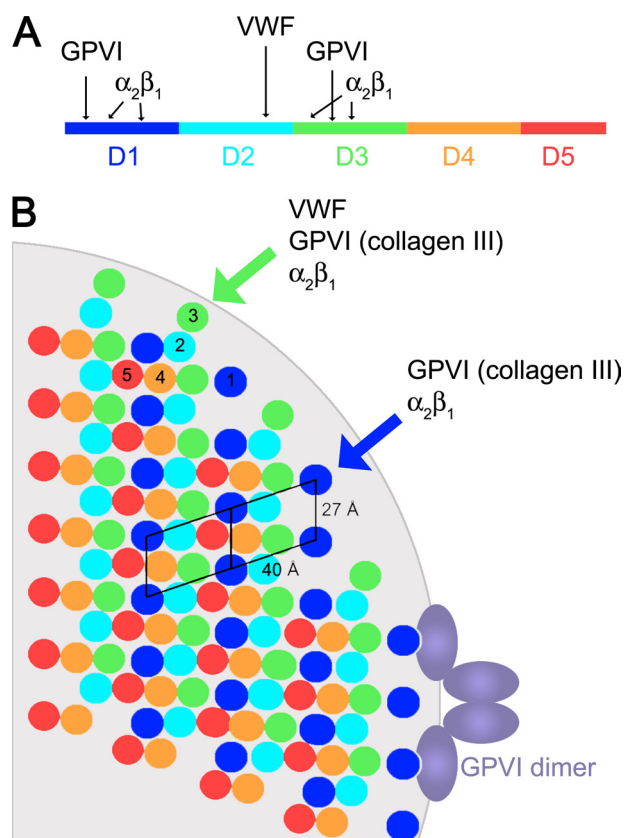 A
GPVI
α₂β₁
VWF
GPVI
α₂β₁
D1 D2 D3 D4 D5
B
VWF
GPVI (collagen III)
α₂β₁
3
2
5 4 1
GPVI (collagen III)
α₂β₁
27 Å
40 Å
GPVI dimer